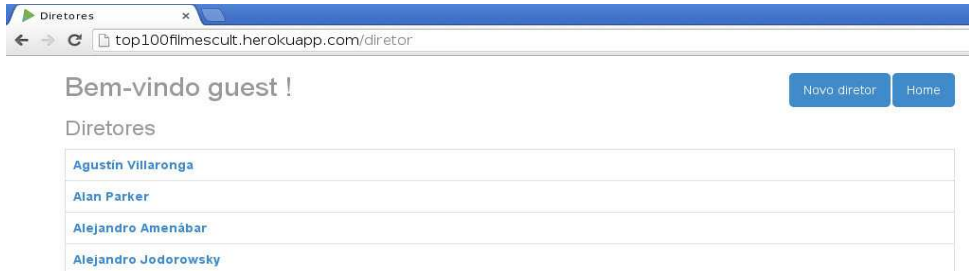 Diretores
top100filmescult.herokuapp.com/diretor
Bem-vindo guest !
Novo diretor
Home
Diretores
Agustín Villaronga
Alan Parker
Alejandro Amenábar
Alejandro Jodorowsky